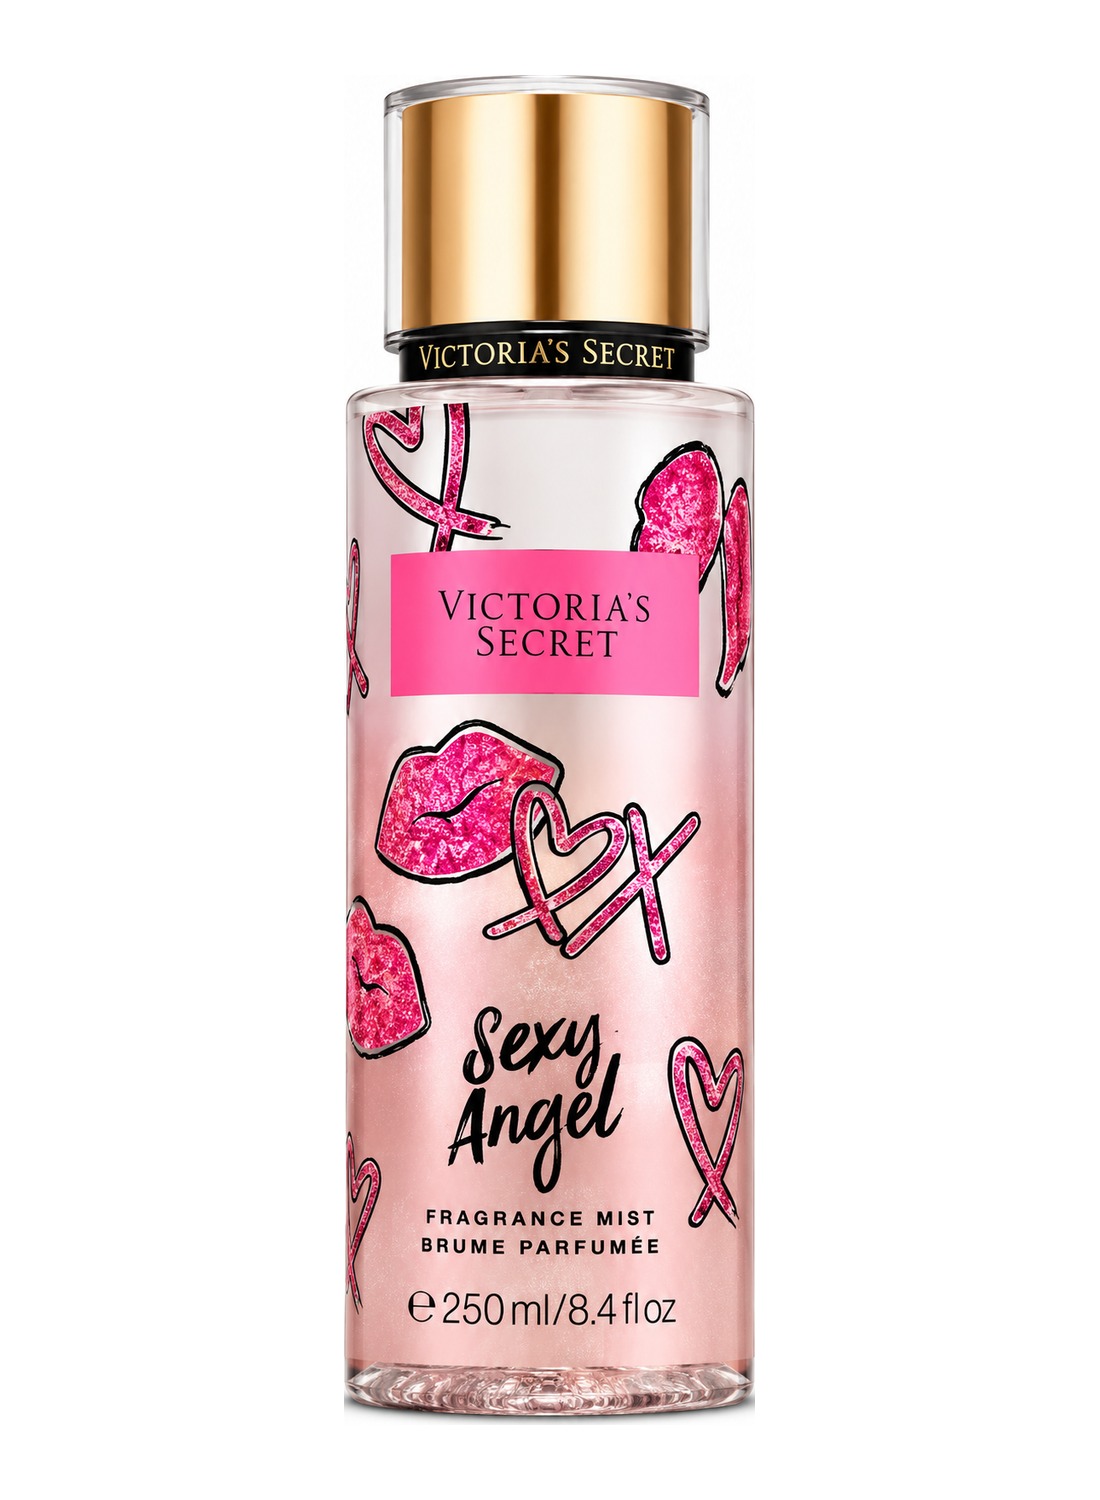 VICTORIA'S SECRET
VICTORIA'S
SECRET
Sexy
Angel
FRAGRANCE MIST
BRUME PARFUMÉE
℮ 250 ml/8.4 fl oz